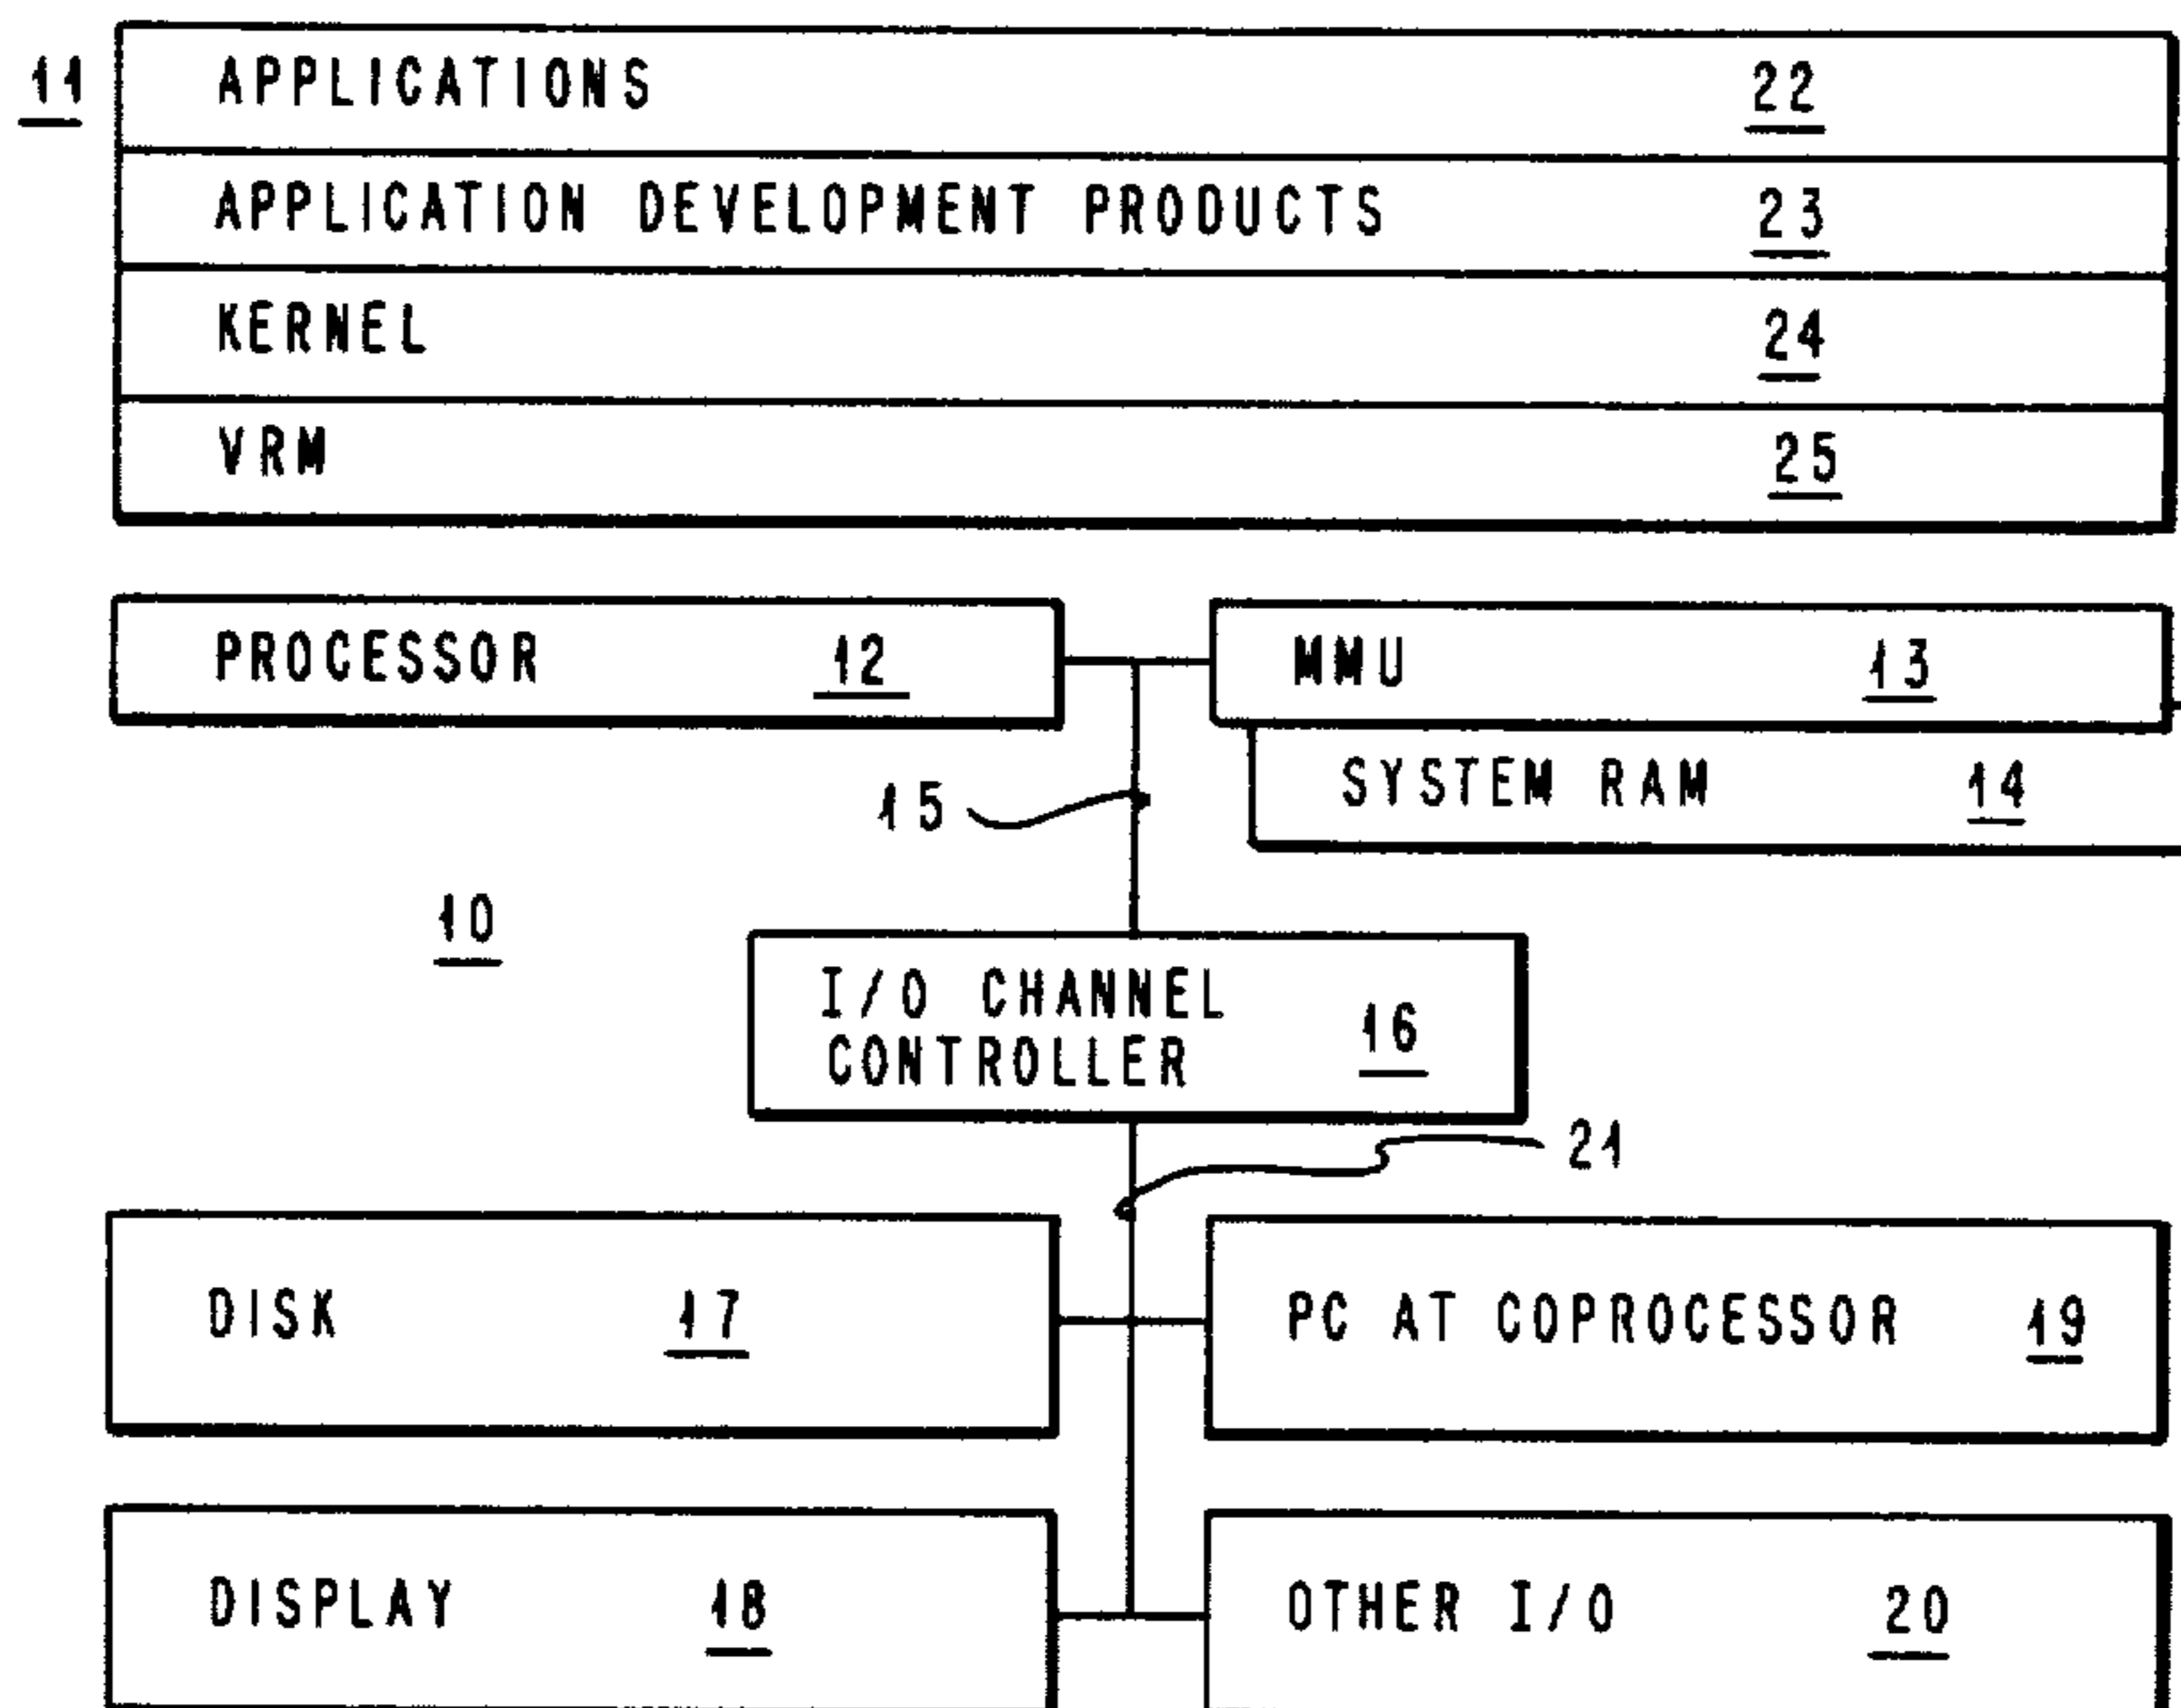 11
APPLICATIONS 22
APPLICATION DEVELOPMENT PRODUCTS 23
KERNEL 24
VRM 25
PROCESSOR 12
MMU 13
SYSTEM RAM 14
15
10
I/O CHANNEL
CONTROLLER 16
21
DISK 17
PC AT COPROCESSOR 19
DISPLAY 18
OTHER I/O 20